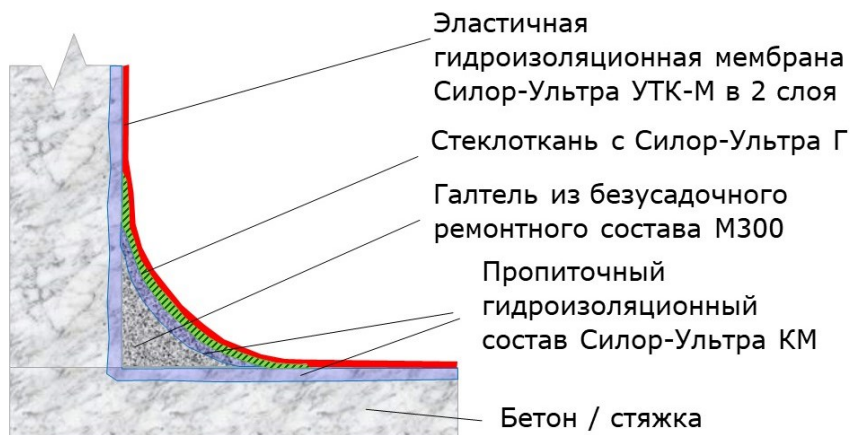 Эластичная
гидроизоляционная мембрана
Силор-Ультра УТК-М в 2 слоя
Стеклоткань с Силор-Ультра Г
Галтель из безусадочного
ремонтного состава М300
Пропиточный
гидроизоляционный
состав Силор-Ультра КМ
Бетон / стяжка